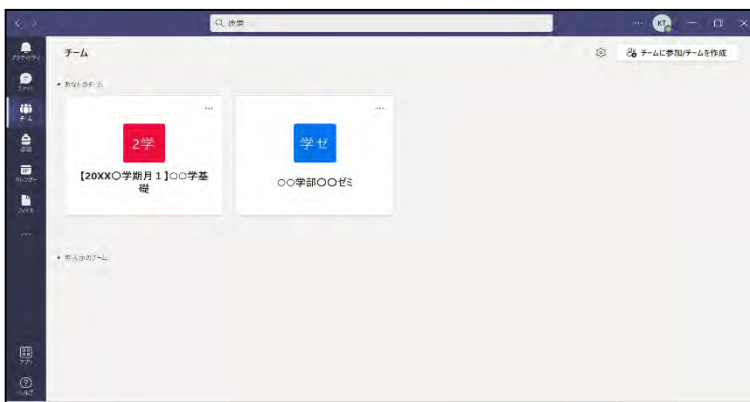 検索
KT
アクティビティ
チャット
チーム
課題
カレンダー
ファイル
アプリ
ヘルプ
チーム
チームに参加/チームを作成
あなたのチーム
2学
【20XX〇学期月1】〇〇学基
礎
学ゼ
〇〇学部〇〇ゼミ
非表示のチーム